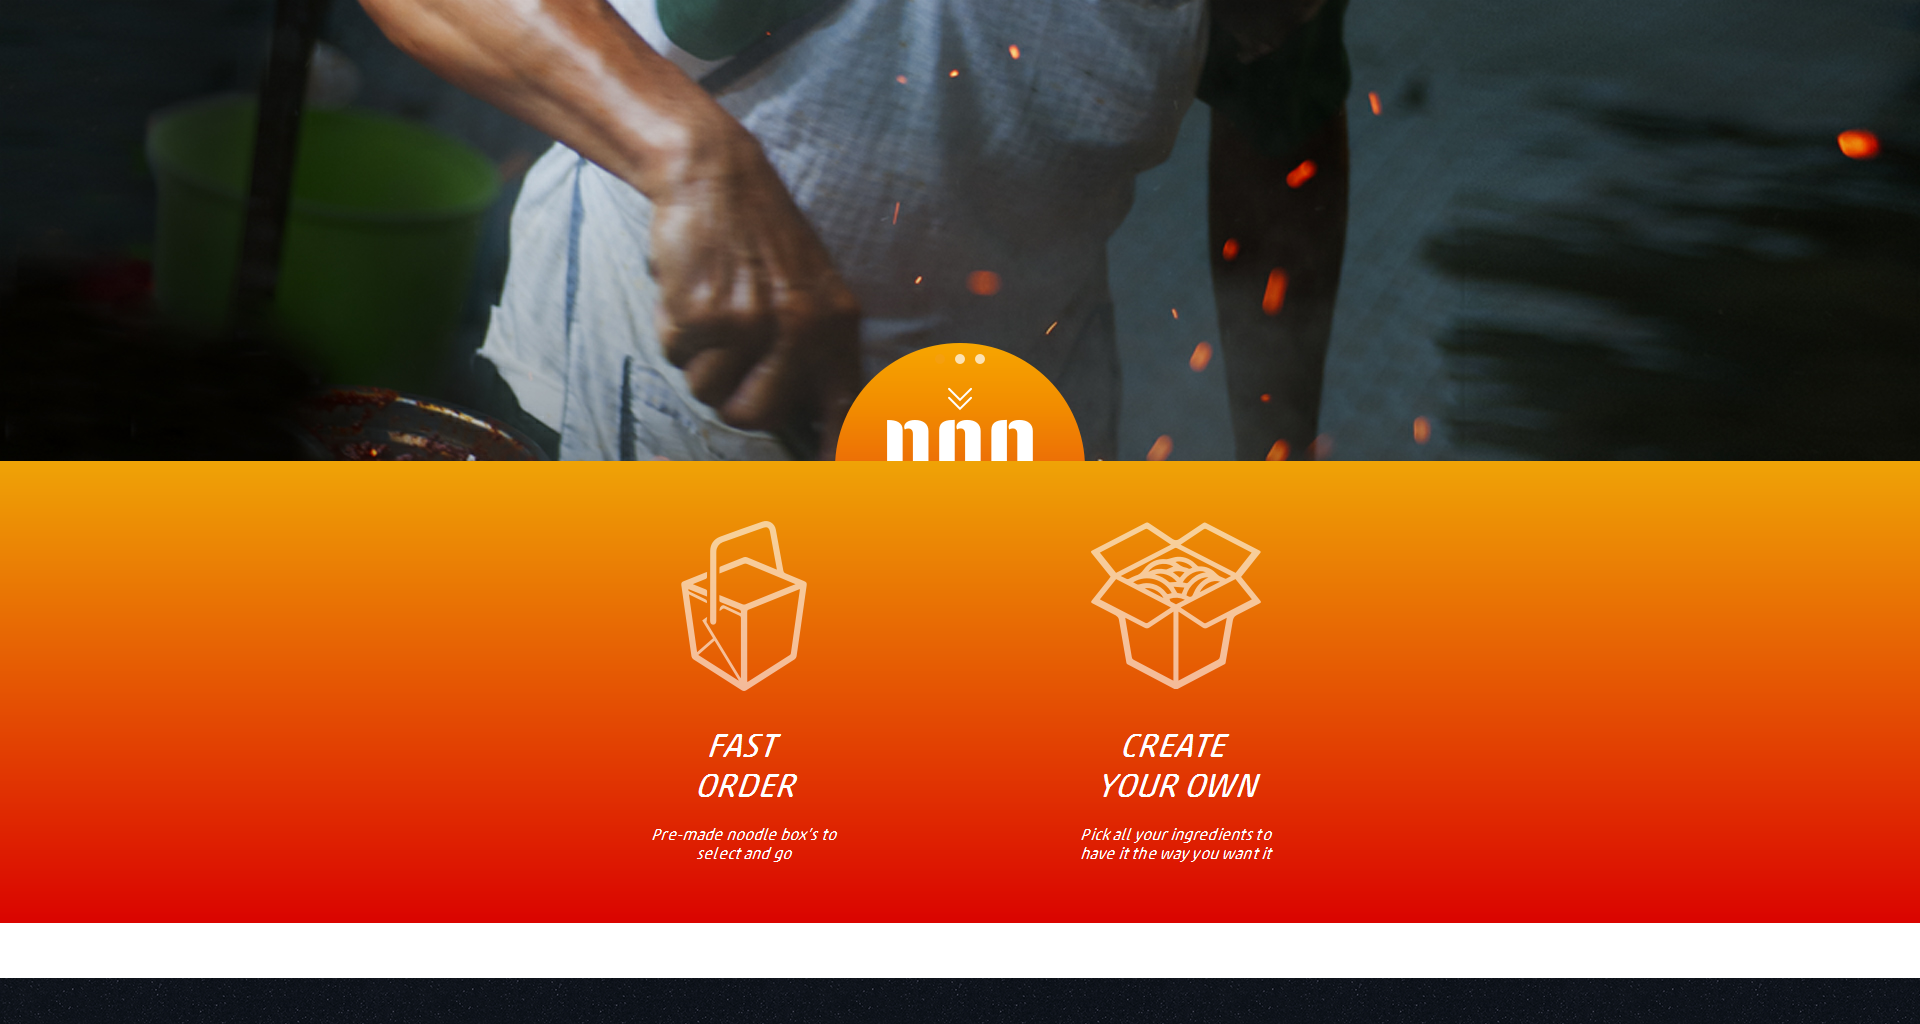 nnn
FAST
ORDER
Pre-made noodle box's to
select and go
CREATE
YOUR OWN
Pick all your ingredients to
have it the way you want it